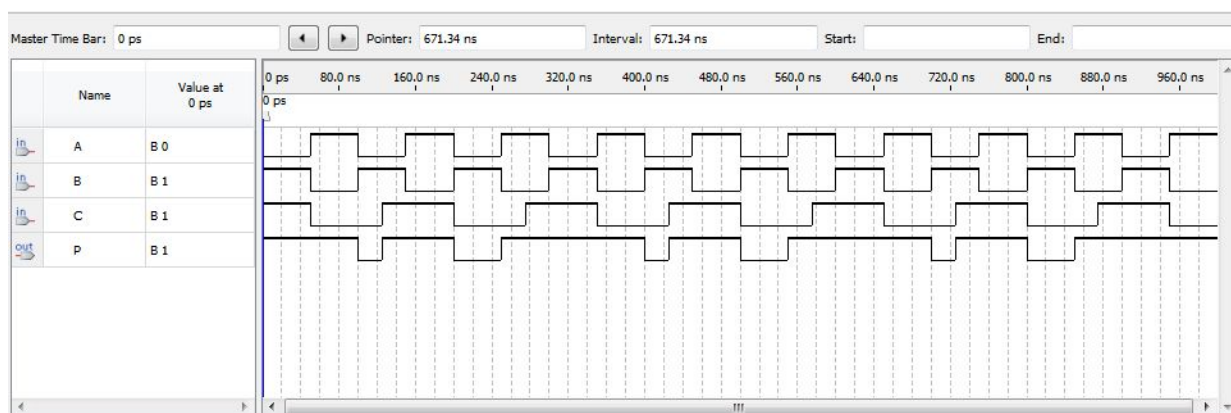 Master Time Bar: 0 ps Pointer: 671.34 ns Interval: 671.34 ns Start: End:
Name Value at 0 ps 0 ps 80.0 ns 160.0 ns 240.0 ns 320.0 ns 400.0 ns 480.0 ns 560.0 ns 640.0 ns 720.0 ns 800.0 ns 880.0 ns 960.0 ns
0 ps
in A B 0
in B B 1
in C B 1
out P B 1